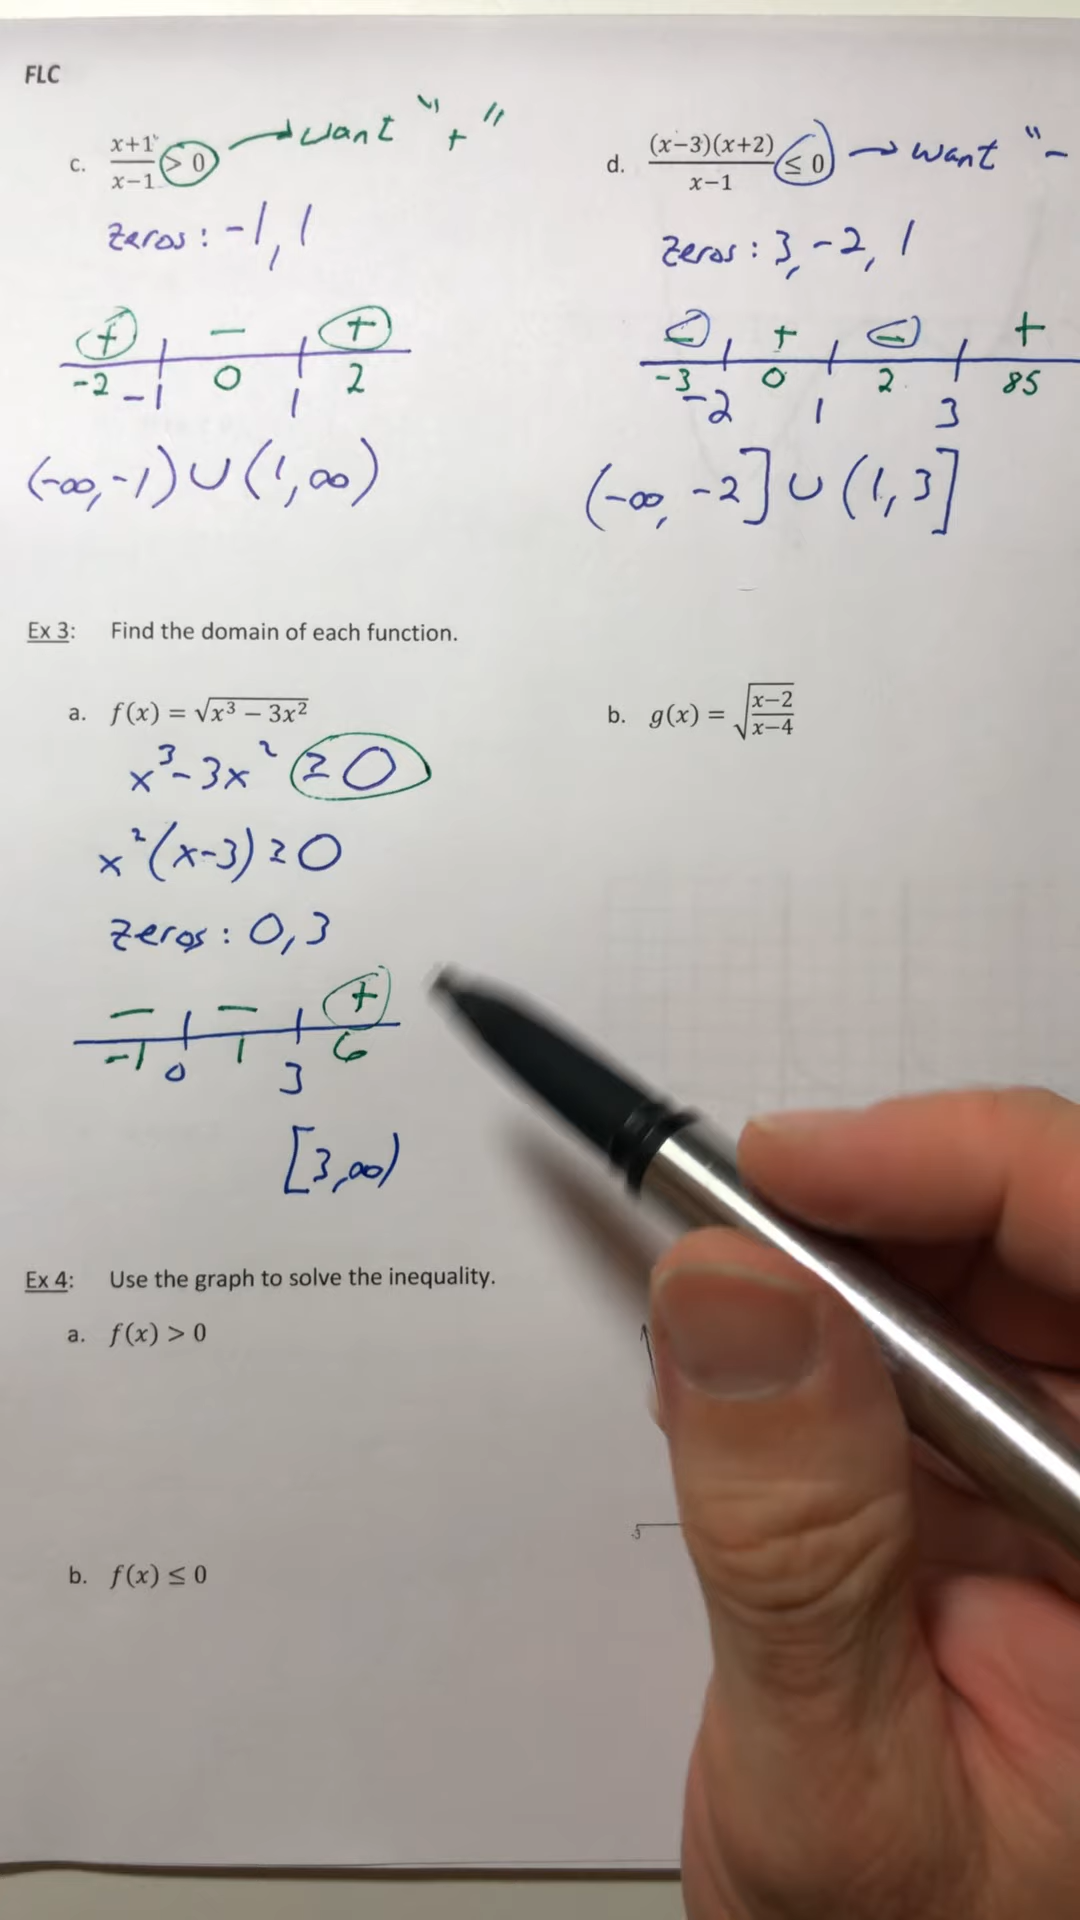 FLC
c. x+1/x−1 > 0 → want "+"
zeros : -1, 1
+ − +
-2 -1 0 1 2
(-∞, -1) ∪ (1, ∞)
d. (x−3)(x+2)/x−1 ≤ 0 → want "−
zeros : 3, -2, 1
− + − +
-3 -2 0 1 2 3 85
(-∞, -2] ∪ (1, 3]
Ex 3: Find the domain of each function.
a. f(x) = √x³ − 3x²
x³ - 3x² ≥ 0
x²(x-3) ≥ 0
zeros : 0, 3
− − +
-1 0 1 3 6
[3, ∞)
b. g(x) = √x−2/x−4
Ex 4: Use the graph to solve the inequality.
a. f(x) > 0
b. f(x) ≤ 0